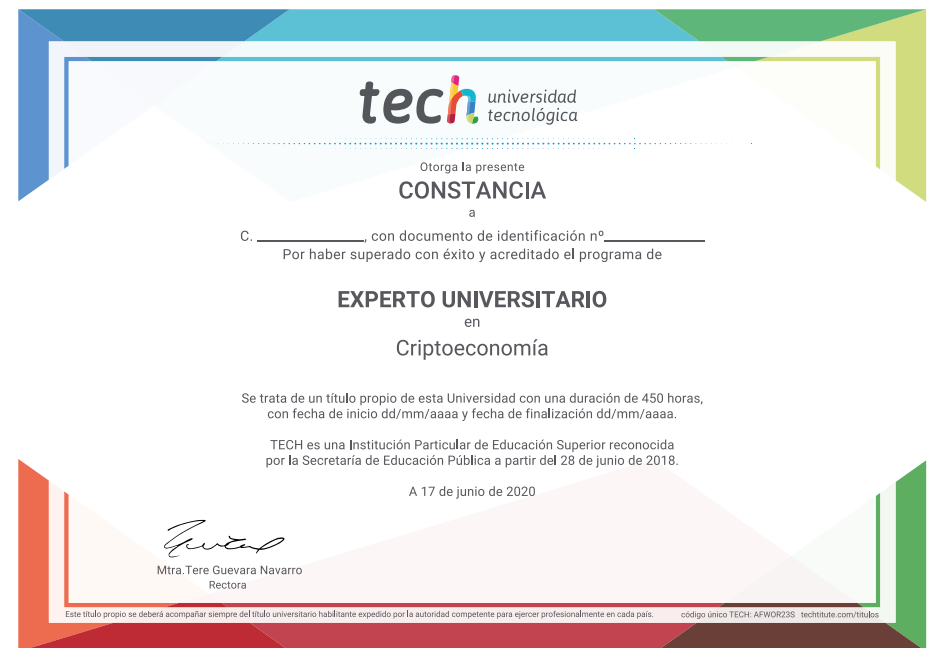 tech universidad
tecnológica
Otorga la presente
CONSTANCIA
a
C. ______________, con documento de identificación nº_____________
Por haber superado con éxito y acreditado el programa de
EXPERTO UNIVERSITARIO
en
Criptoeconomía
Se trata de un título propio de esta Universidad con una duración de 450 horas,
con fecha de inicio dd/mm/aaaa y fecha de finalización dd/mm/aaaa.
TECH es una Institución Particular de Educación Superior reconocida
por la Secretaría de Educación Pública a partir del 28 de junio de 2018.
A 17 de junio de 2020
Mtra.Tere Guevara Navarro
Rectora
Este título propio se deberá acompañar siempre del título universitario habilitante expedido por la autoridad competente para ejercer profesionalmente en cada país. código único TECH: AFWOR23S techtitute.com/titulos